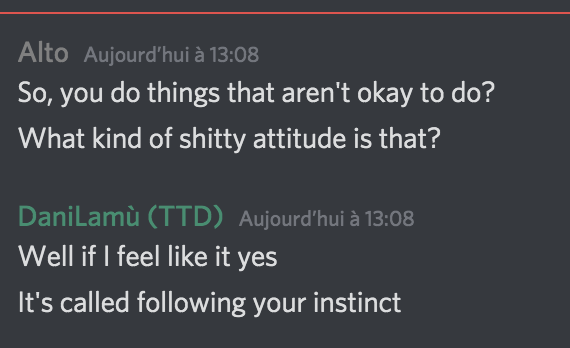 Alto Aujourd'hui à 13:08
So, you do things that aren't okay to do?
What kind of shitty attitude is that?
DaniLamù (TTD) Aujourd'hui à 13:08
Well if I feel like it yes
It's called following your instinct